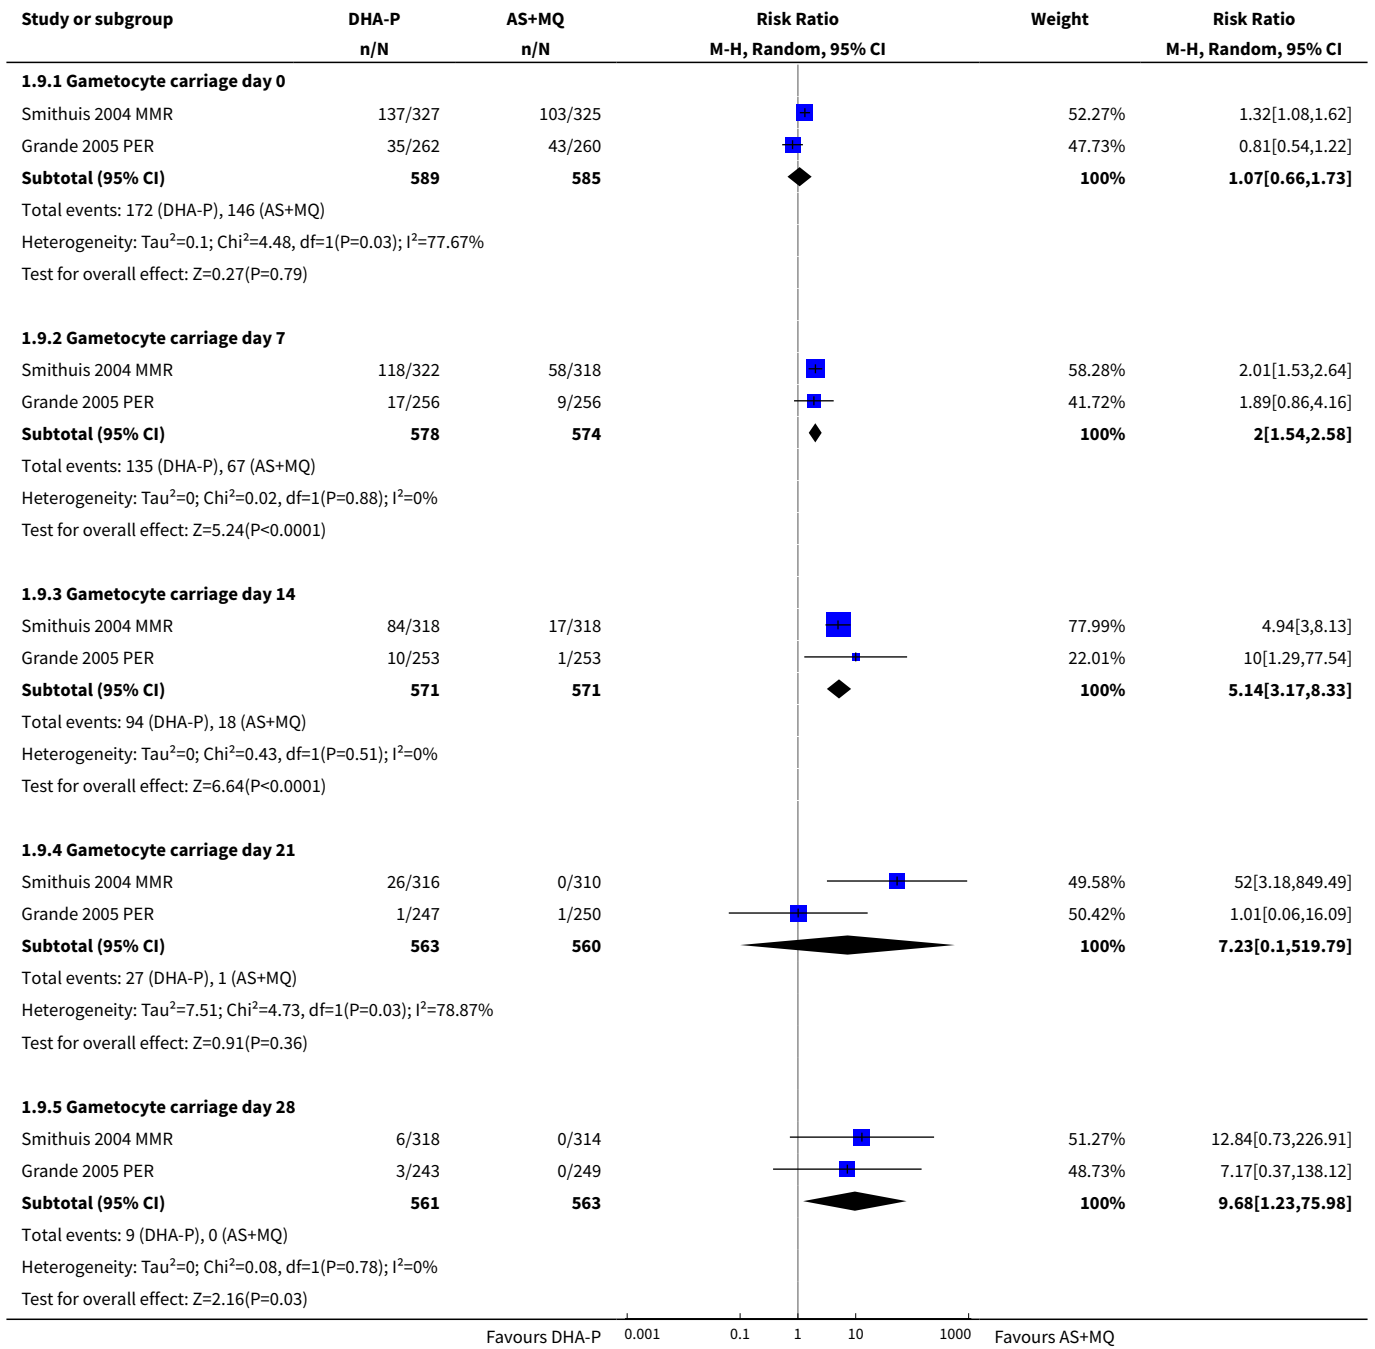 Study or subgroup DHA-P AS+MQ Risk Ratio Weight Risk Ratio
n/N n/N M-H, Random, 95% CI M-H, Random, 95% CI
1.9.1 Gametocyte carriage day 0
Smithuis 2004 MMR 137/327 103/325 52.27% 1.32[1.08,1.62]
Grande 2005 PER 35/262 43/260 47.73% 0.81[0.54,1.22]
Subtotal (95% CI) 589 585 100% 1.07[0.66,1.73]
Total events: 172 (DHA-P), 146 (AS+MQ)
Heterogeneity: Tau²=0.1; Chi²=4.48, df=1(P=0.03); I²=77.67%
Test for overall effect: Z=0.27(P=0.79)
1.9.2 Gametocyte carriage day 7
Smithuis 2004 MMR 118/322 58/318 58.28% 2.01[1.53,2.64]
Grande 2005 PER 17/256 9/256 41.72% 1.89[0.86,4.16]
Subtotal (95% CI) 578 574 100% 2[1.54,2.58]
Total events: 135 (DHA-P), 67 (AS+MQ)
Heterogeneity: Tau²=0; Chi²=0.02, df=1(P=0.88); I²=0%
Test for overall effect: Z=5.24(P<0.0001)
1.9.3 Gametocyte carriage day 14
Smithuis 2004 MMR 84/318 17/318 77.99% 4.94[3,8.13]
Grande 2005 PER 10/253 1/253 22.01% 10[1.29,77.54]
Subtotal (95% CI) 571 571 100% 5.14[3.17,8.33]
Total events: 94 (DHA-P), 18 (AS+MQ)
Heterogeneity: Tau²=0; Chi²=0.43, df=1(P=0.51); I²=0%
Test for overall effect: Z=6.64(P<0.0001)
1.9.4 Gametocyte carriage day 21
Smithuis 2004 MMR 26/316 0/310 49.58% 52[3.18,849.49]
Grande 2005 PER 1/247 1/250 50.42% 1.01[0.06,16.09]
Subtotal (95% CI) 563 560 100% 7.23[0.1,519.79]
Total events: 27 (DHA-P), 1 (AS+MQ)
Heterogeneity: Tau²=7.51; Chi²=4.73, df=1(P=0.03); I²=78.87%
Test for overall effect: Z=0.91(P=0.36)
1.9.5 Gametocyte carriage day 28
Smithuis 2004 MMR 6/318 0/314 51.27% 12.84[0.73,226.91]
Grande 2005 PER 3/243 0/249 48.73% 7.17[0.37,138.12]
Subtotal (95% CI) 561 563 100% 9.68[1.23,75.98]
Total events: 9 (DHA-P), 0 (AS+MQ)
Heterogeneity: Tau²=0; Chi²=0.08, df=1(P=0.78); I²=0%
Test for overall effect: Z=2.16(P=0.03)
Favours DHA-P 0.001 0.1 1 10 1000 Favours AS+MQ